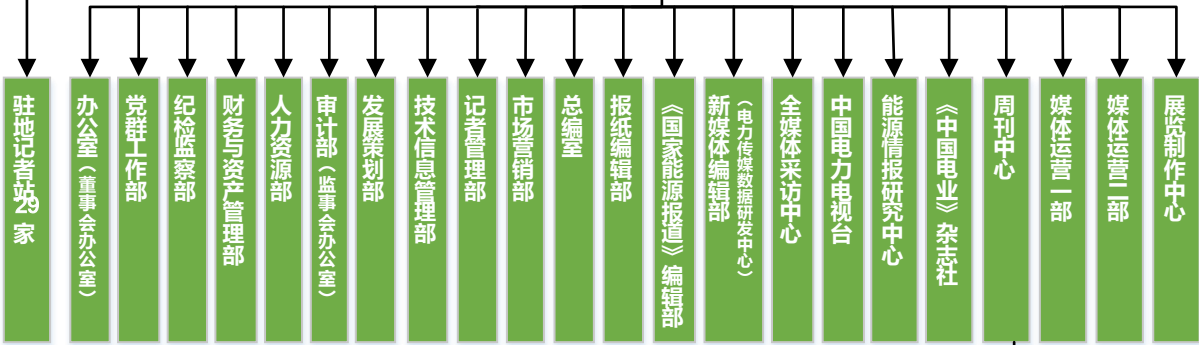 驻地记者站29家
办公室（董事会办公室）
党群工作部
纪检监察部
财务与资产管理部
人力资源部
审计部（监事会办公室）
发展策划部
技术信息管理部
记者管理部
市场营销部
总编室
报纸编辑部
《国家能源报道》编辑部
新媒体编辑部
（电力传媒数据研发中心）
全媒体采访中心
中国电力电视台
能源情报研究中心
《中国电业》杂志社
周刊中心
媒体运营一部
媒体运营二部
展览制作中心